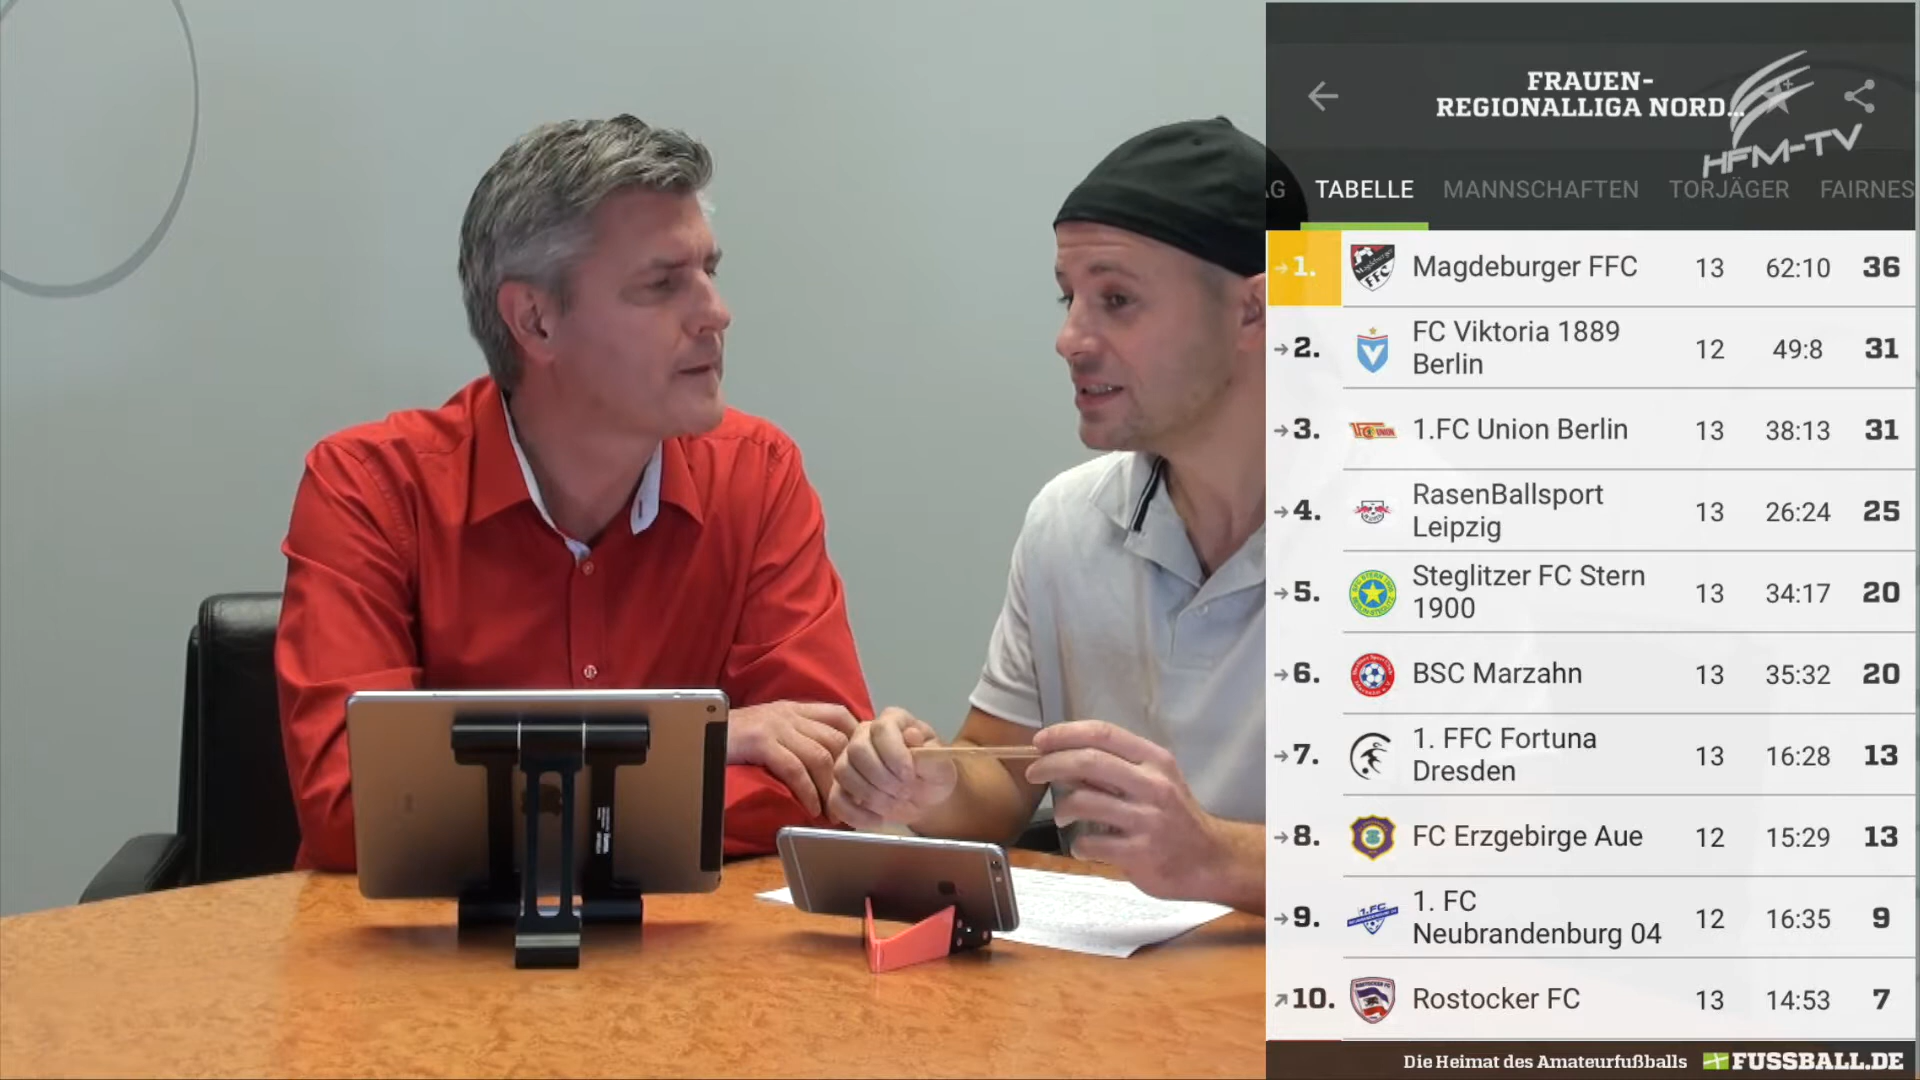 FRAUEN-
REGIONALLIGA NORD...
HFM-TV
AG TABELLE MANNSCHAFTEN TORJÄGER FAIRNES
1. Magdeburger FFC 13 62:10 36
2. FC Viktoria 1889
Berlin 12 49:8 31
3. 1.FC Union Berlin 13 38:13 31
4. RasenBallsport
Leipzig 13 26:24 25
5. Steglitzer FC Stern
1900 13 34:17 20
6. BSC Marzahn 13 35:32 20
7. 1. FFC Fortuna
Dresden 13 16:28 13
8. FC Erzgebirge Aue 12 15:29 13
9. 1. FC
Neubrandenburg 04 12 16:35 9
10. Rostocker FC 13 14:53 7
Die Heimat des Amateurfußballs FUSSBALL.DE